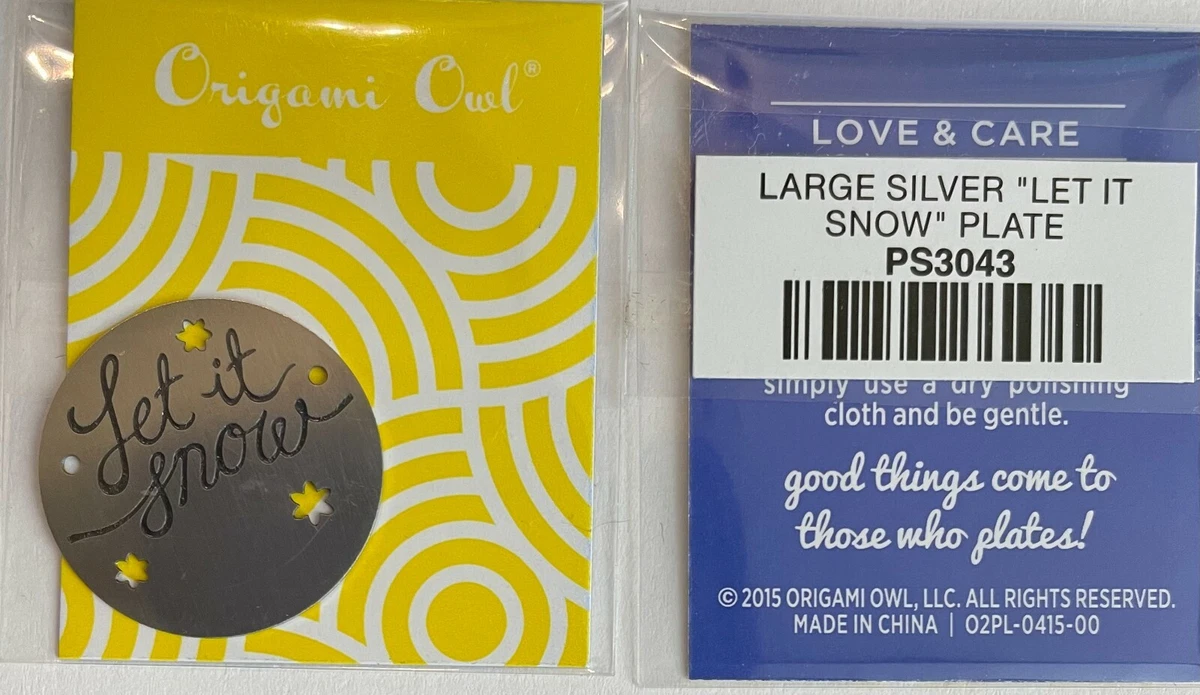 Origami Owl®
Let it
snow
LOVE & CARE
LARGE SILVER "LET IT
SNOW" PLATE
PS3043
simply use a dry polishing
cloth and be gentle.
good things come to
those who plates!
© 2015 ORIGAMI OWL, LLC. ALL RIGHTS RESERVED.
MADE IN CHINA | O2PL-0415-00